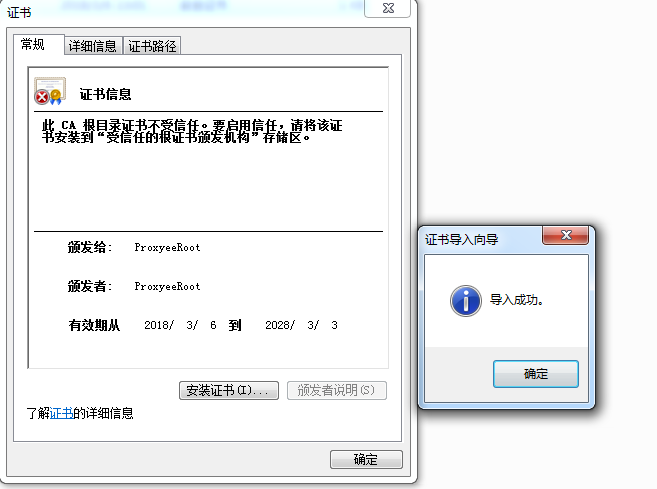 证书
常规
详细信息
证书路径
证书信息
此 CA 根目录证书不受信任。要启用信任，请将该证
书安装到“受信任的根证书颁发机构”存储区。
颁发给： ProxyeeRoot
颁发者： ProxyeeRoot
有效期从 2018/ 3/ 6 到 2028/ 3/ 3
安装证书(I)... 颁发者说明(S)
了解证书的详细信息
确定
证书导入向导
导入成功。
确定